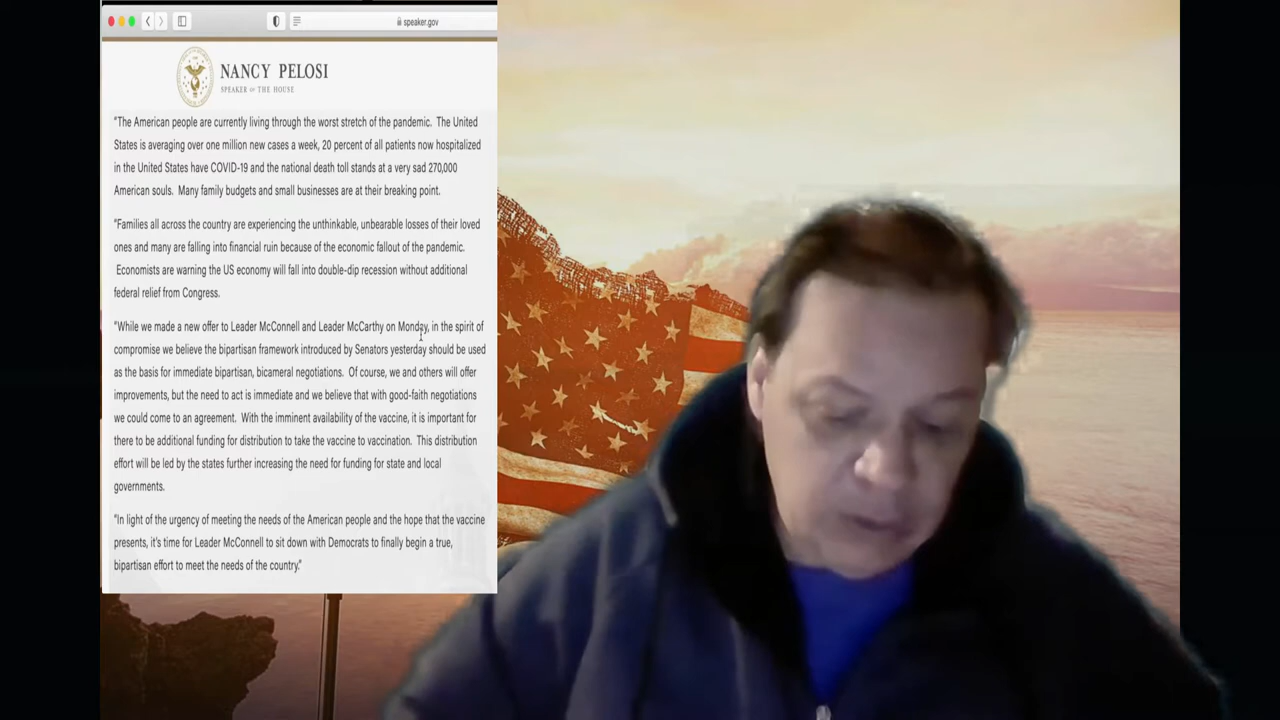 speaker.gov
NANCY PELOSI
SPEAKER OF THE HOUSE
“The American people are currently living through the worst stretch of the pandemic. The United
States is averaging over one million new cases a week, 20 percent of all patients now hospitalized
in the United States have COVID-19 and the national death toll stands at a very sad 270,000
American souls. Many family budgets and small businesses are at their breaking point.
“Families all across the country are experiencing the unthinkable, unbearable losses of their loved
ones and many are falling into financial ruin because of the economic fallout of the pandemic.
Economists are warning the US economy will fall into double-dip recession without additional
federal relief from Congress.
“While we made a new offer to Leader McConnell and Leader McCarthy on Monday, in the spirit of
compromise we believe the bipartisan framework introduced by Senators yesterday should be used
as the basis for immediate bipartisan, bicameral negotiations. Of course, we and others will offer
improvements, but the need to act is immediate and we believe that with good-faith negotiations
we could come to an agreement. With the imminent availability of the vaccine, it is important for
there to be additional funding for distribution to take the vaccine to vaccination. This distribution
effort will be led by the states further increasing the need for funding for state and local
governments.
“In light of the urgency of meeting the needs of the American people and the hope that the vaccine
presents, it’s time for Leader McConnell to sit down with Democrats to finally begin a true,
bipartisan effort to meet the needs of the country.”